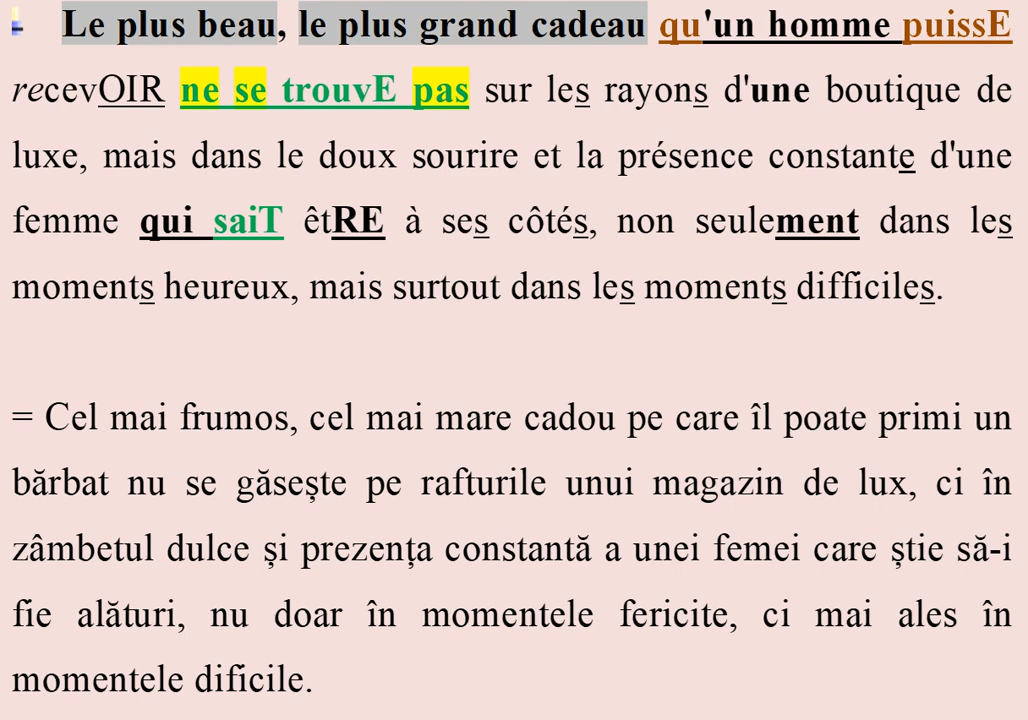 Le plus beau, le plus grand cadeau qu'un homme puissE
recevOIR ne se trouvE pas sur les rayons d'une boutique de
luxe, mais dans le doux sourire et la présence constante d'une
femme qui saiT êtRE à ses côtés, non seulement dans les
moments heureux, mais surtout dans les moments difficiles.
= Cel mai frumos, cel mai mare cadou pe care îl poate primi un
bărbat nu se găsește pe rafturile unui magazin de lux, ci în
zâmbetul dulce și prezența constantă a unei femei care știe să-i
fie alături, nu doar în momentele fericite, ci mai ales în
momentele dificile.